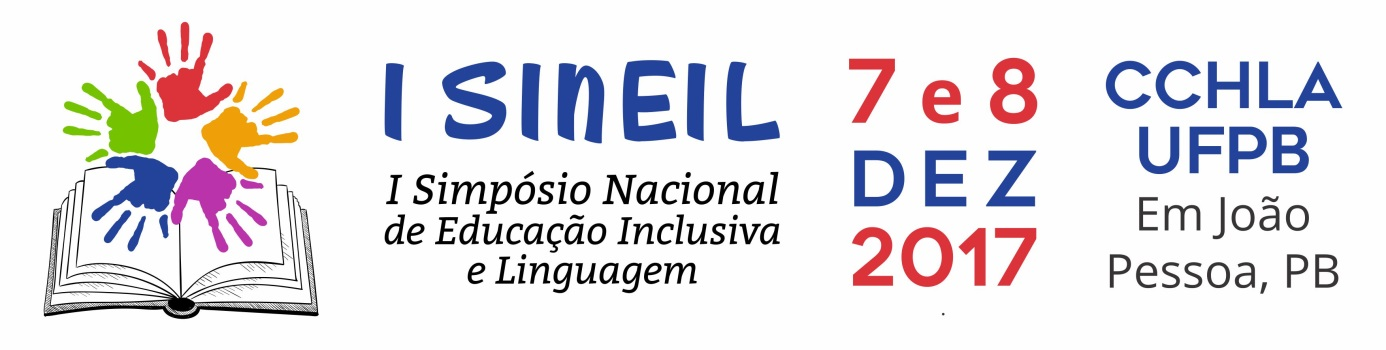 I SINEIL
I Simpósio Nacional
de Educação Inclusiva
e Linguagem
7 e 8
DEZ
2017
CCHLA
UFPB
Em João
Pessoa, PB